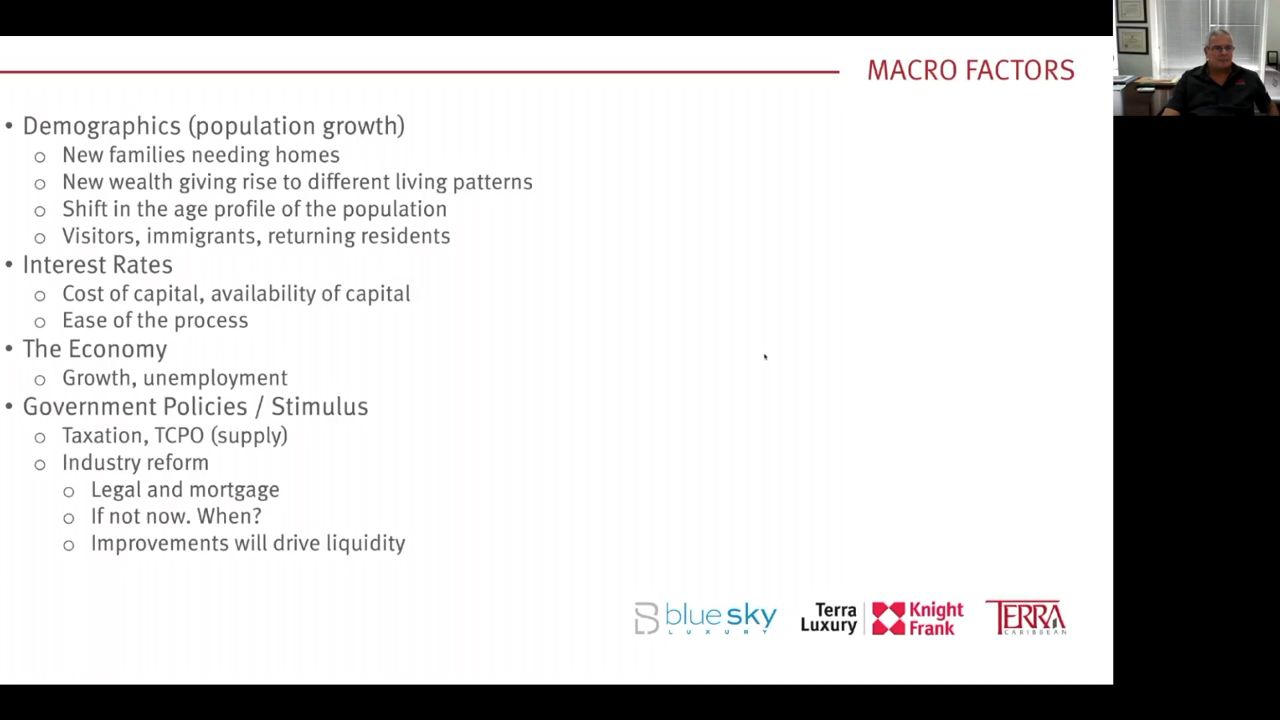 MACRO FACTORS
• Demographics (population growth)
o New families needing homes
o New wealth giving rise to different living patterns
o Shift in the age profile of the population
o Visitors, immigrants, returning residents
• Interest Rates
o Cost of capital, availability of capital
o Ease of the process
• The Economy
o Growth, unemployment
• Government Policies / Stimulus
o Taxation, TCPO (supply)
o Industry reform
o Legal and mortgage
o If not now. When?
o Improvements will drive liquidity
blue sky
LUXURY
Terra
Luxury
Knight
Frank
TERRA
CARIBBEAN